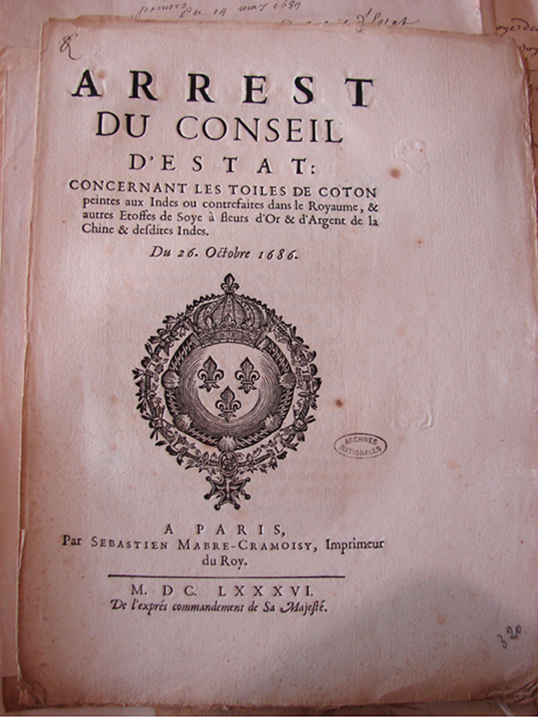 1689
ARREST
DU CONSEIL
D'ESTAT:
CONCERNANT LES TOILES DE COTON
peintes aux Indes ou contrefaites dans le Royaume, &
autres Etoffes de Soye à fleurs d'Or & d'Argent de la
Chine & desdites Indes.
Du 26. Octobre 1686.
ARCHIVES
NATIONALES
A PARIS,
Par SEBASTIEN MABRE-CRAMOISY, Imprimeur
du Roy.
M. DC. LXXXVI.
De l'exprés commandement de Sa Majesté.
320